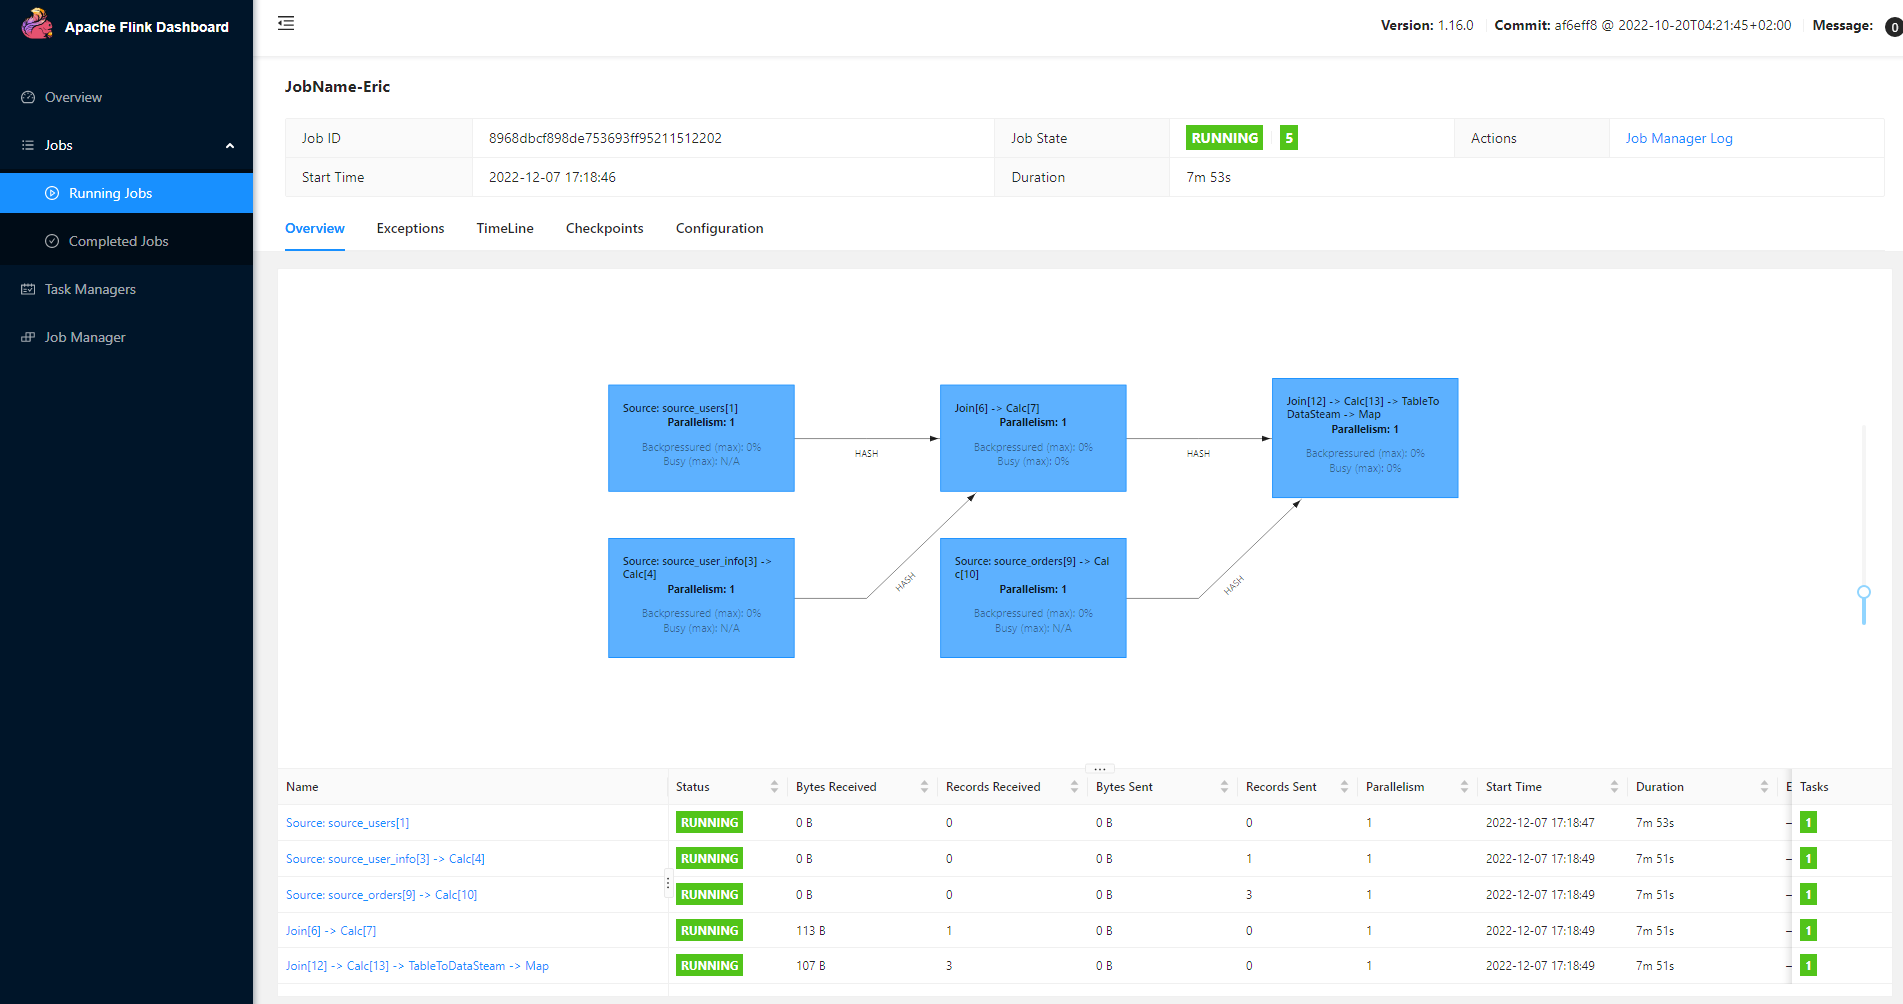 Apache Flink Dashboard
Version: 1.16.0 Commit: af6eff8 @ 2022-10-20T04:21:45+02:00 Message: 0
Overview
Jobs
Running Jobs
Completed Jobs
Task Managers
Job Manager
JobName-Eric
Job ID 8968dbcf898de753693ff95211512202 Job State RUNNING 5 Actions Job Manager Log
Start Time 2022-12-07 17:18:46 Duration 7m 53s
Overview Exceptions TimeLine Checkpoints Configuration
Source: source_users[1]
Parallelism: 1
Backpressured (max): 0%
Busy (max): N/A
HASH
Join[6] -> Calc[7]
Parallelism: 1
Backpressured (max): 0%
Busy (max): 0%
HASH
Join[12] -> Calc[13] -> TableTo
DataSteam -> Map
Parallelism: 1
Backpressured (max): 0%
Busy (max): 0%
Source: source_user_info[3] ->
Calc[4]
Parallelism: 1
Backpressured (max): 0%
Busy (max): N/A
HASH
Source: source_orders[9] -> Cal
c[10]
Parallelism: 1
Backpressured (max): 0%
Busy (max): N/A
HASH
Name Status Bytes Received Records Received Bytes Sent Records Sent Parallelism Start Time Duration E Tasks
Source: source_users[1] RUNNING 0 B 0 0 B 0 1 2022-12-07 17:18:47 7m 53s – 1
Source: source_user_info[3] -> Calc[4] RUNNING 0 B 0 0 B 1 1 2022-12-07 17:18:49 7m 51s – 1
Source: source_orders[9] -> Calc[10] RUNNING 0 B 0 0 B 3 1 2022-12-07 17:18:49 7m 51s – 1
Join[6] -> Calc[7] RUNNING 113 B 1 0 B 0 1 2022-12-07 17:18:49 7m 51s – 1
Join[12] -> Calc[13] -> TableToDataSteam -> Map RUNNING 107 B 3 0 B 0 1 2022-12-07 17:18:49 7m 51s – 1